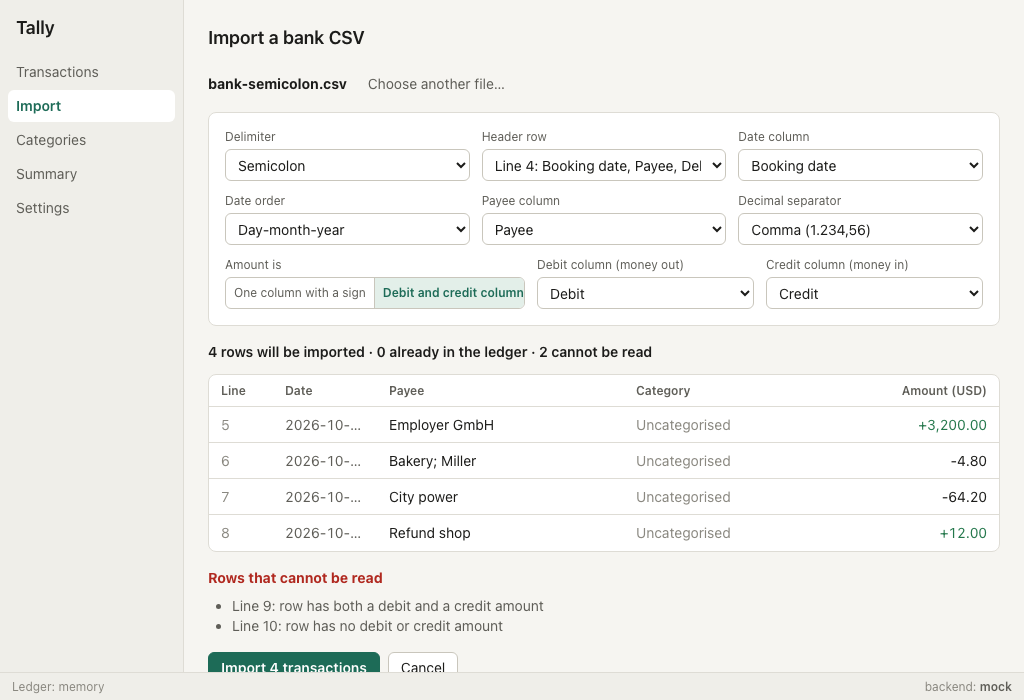 Tally
Transactions
Import
Categories
Summary
Settings
Import a bank CSV
bank-semicolon.csv Choose another file…
Delimiter Header row Date column
Semicolon Line 4: Booking date, Payee, Del Booking date
Date order Payee column Decimal separator
Day-month-year Payee Comma (1.234,56)
Amount is Debit column (money out) Credit column (money in)
One column with a sign Debit and credit column Debit Credit
4 rows will be imported · 0 already in the ledger · 2 cannot be read
Line Date Payee Category Amount (USD)
5 2026-10-… Employer GmbH Uncategorised +3,200.00
6 2026-10-… Bakery; Miller Uncategorised -4.80
7 2026-10-… City power Uncategorised -64.20
8 2026-10-… Refund shop Uncategorised +12.00
Rows that cannot be read
• Line 9: row has both a debit and a credit amount
• Line 10: row has no debit or credit amount
Import 4 transactions Cancel
Ledger: memory backend: mock